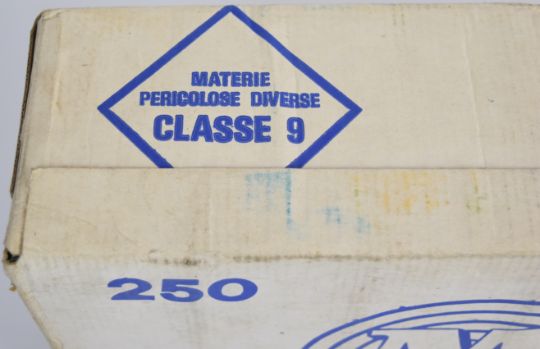 MATERIE
PERICOLOSE DIVERSE
CLASSE 9
250